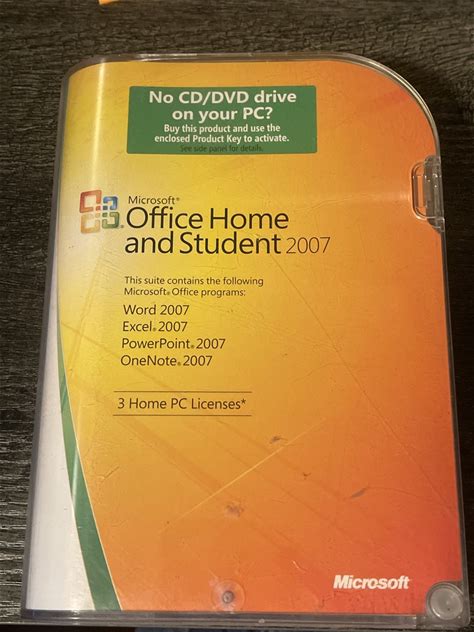 No CD/DVD drive
on your PC?
Buy this product and use the
enclosed Product Key to activate.
See side panel for details.
Microsoft®
Office Home
and Student 2007
This suite contains the following
Microsoft® Office programs:
Word 2007
Excel® 2007
PowerPoint® 2007
OneNote® 2007
3 Home PC Licenses*
Microsoft